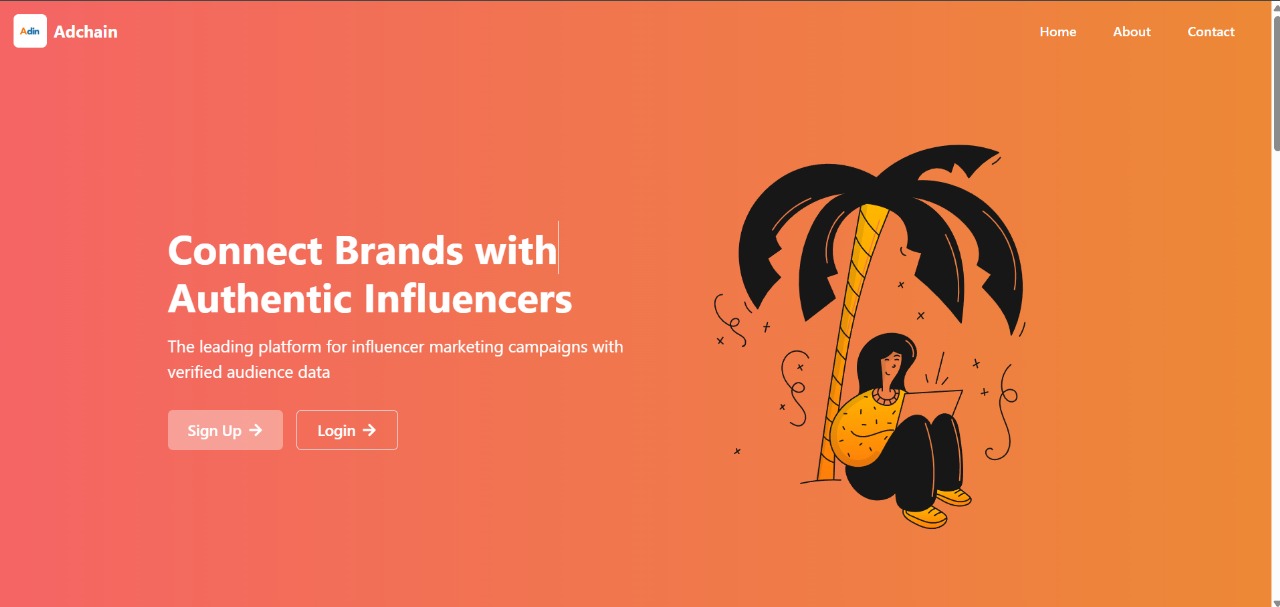 Adin Adchain Home About Contact
Connect Brands with
Authentic Influencers
The leading platform for influencer marketing campaigns with
verified audience data
Sign Up → Login →